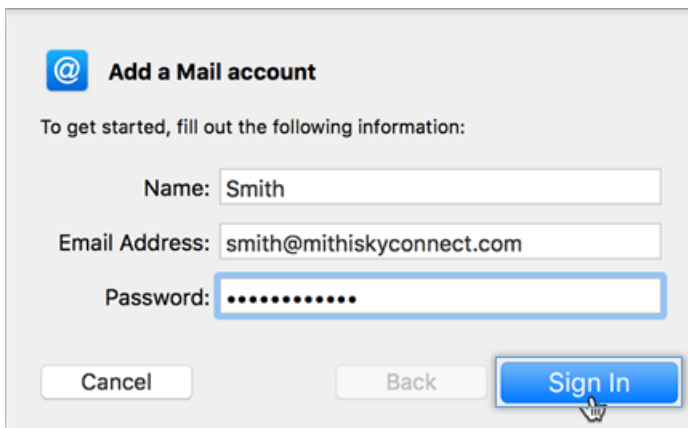 @ Add a Mail account
To get started, fill out the following information:
Name: Smith
Email Address: smith@mithiskyconnect.com
Password: ••••••••••••
Cancel Back Sign In